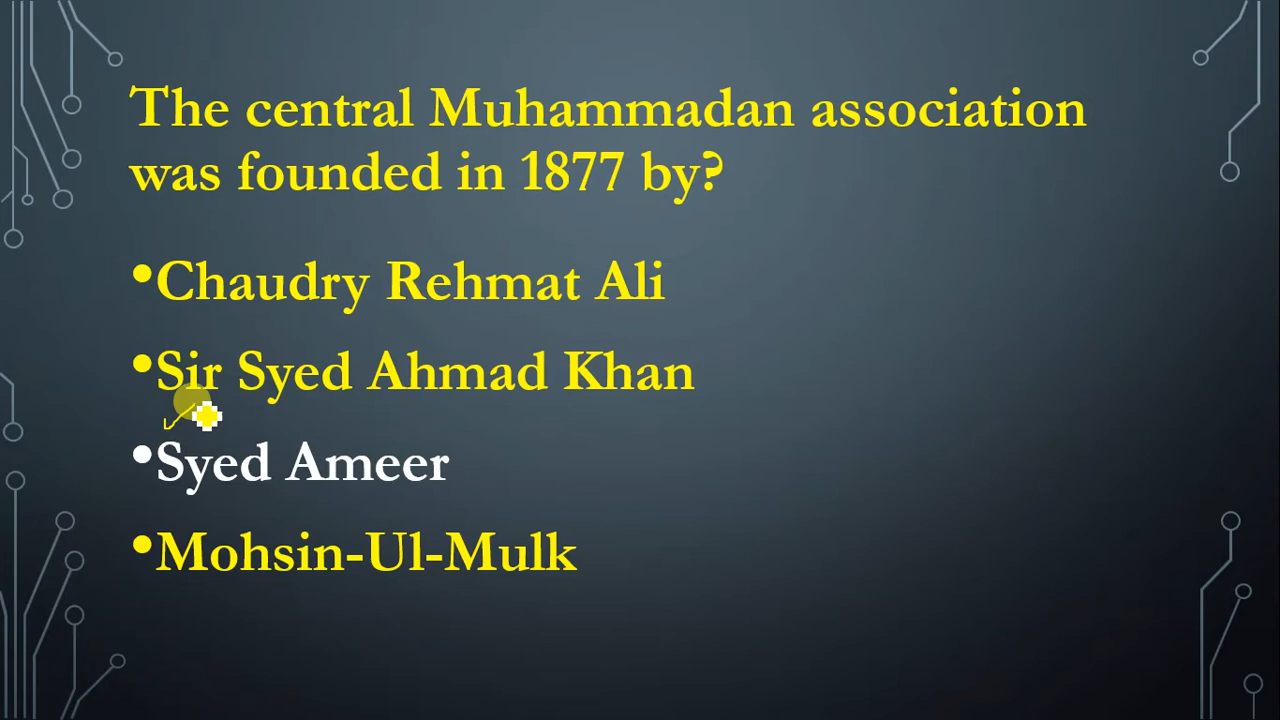 The central Muhammadan association
was founded in 1877 by?
•Chaudry Rehmat Ali
•Sir Syed Ahmad Khan
•Syed Ameer
•Mohsin-Ul-Mulk